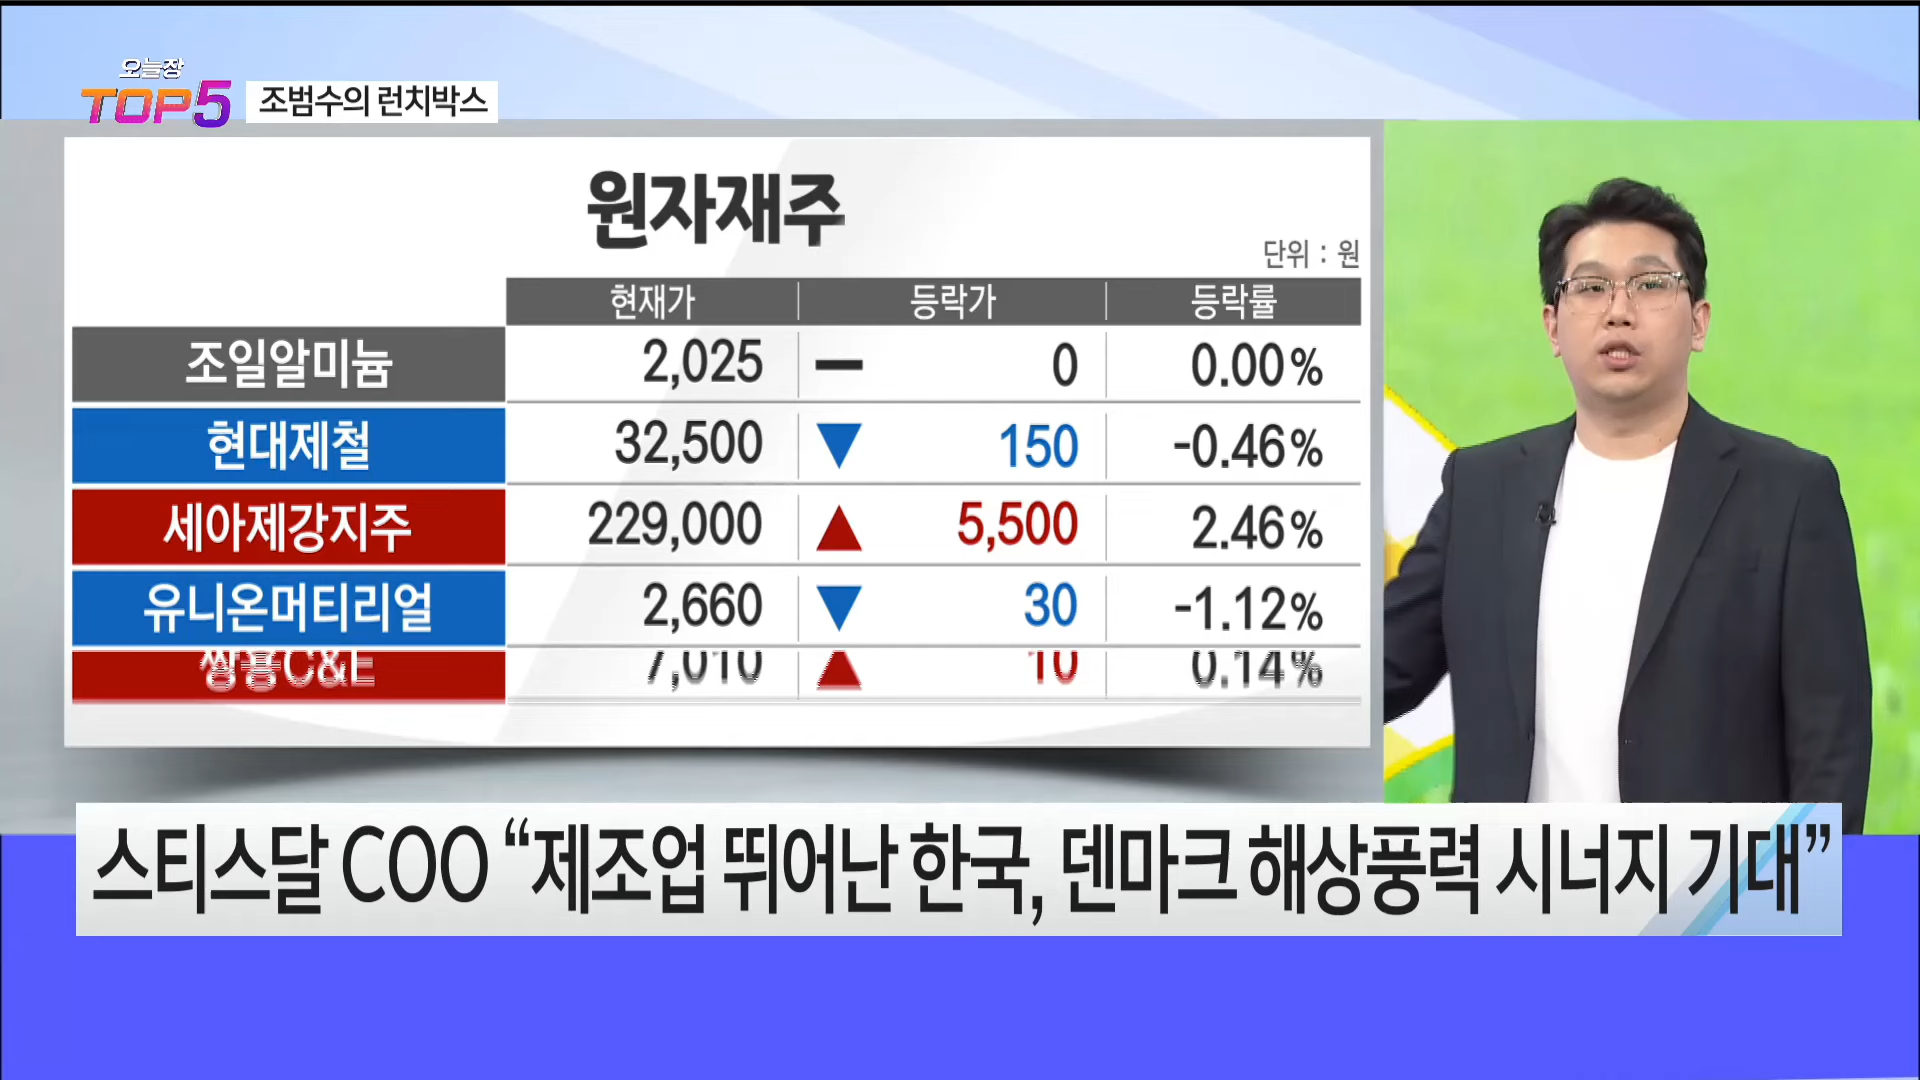 오늘장
TOP5 조범수의 런치박스
원자재주
단위 : 원
현재가 등락가 등락률
조일알미늄 2,025 0 0.00%
현대제철 32,500 ▼ 150 -0.46%
세아제강지주 229,000 ▲ 5,500 2.46%
유니온머티리얼 2,660 ▼ 30 -1.12%
쌍용C&E 7,010 ▲ 10 0.14%
스티스달 COO “제조업 뛰어난 한국, 덴마크 해상풍력 시너지 기대”